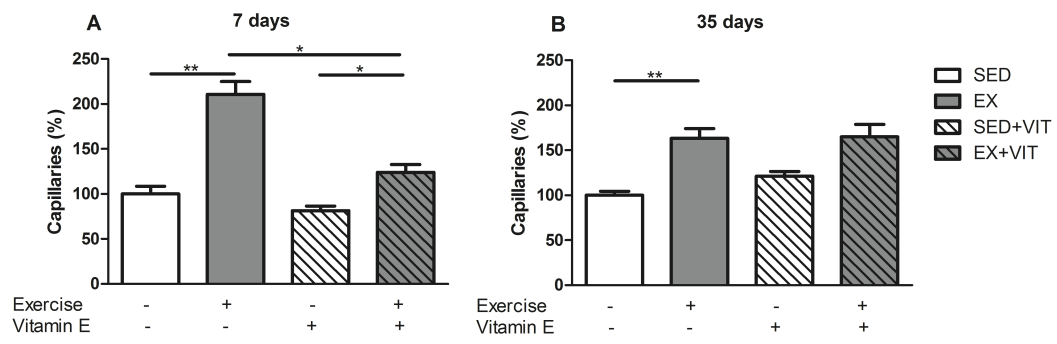 A
7 days
*
**
*
250
200
150
100
50
0
Capillaries (%)
Exercise - + - +
Vitamin E - - + +
B
35 days
**
250
200
150
100
50
0
Capillaries (%)
Exercise - + - +
Vitamin E - - + +
SED
EX
SED+VIT
EX+VIT